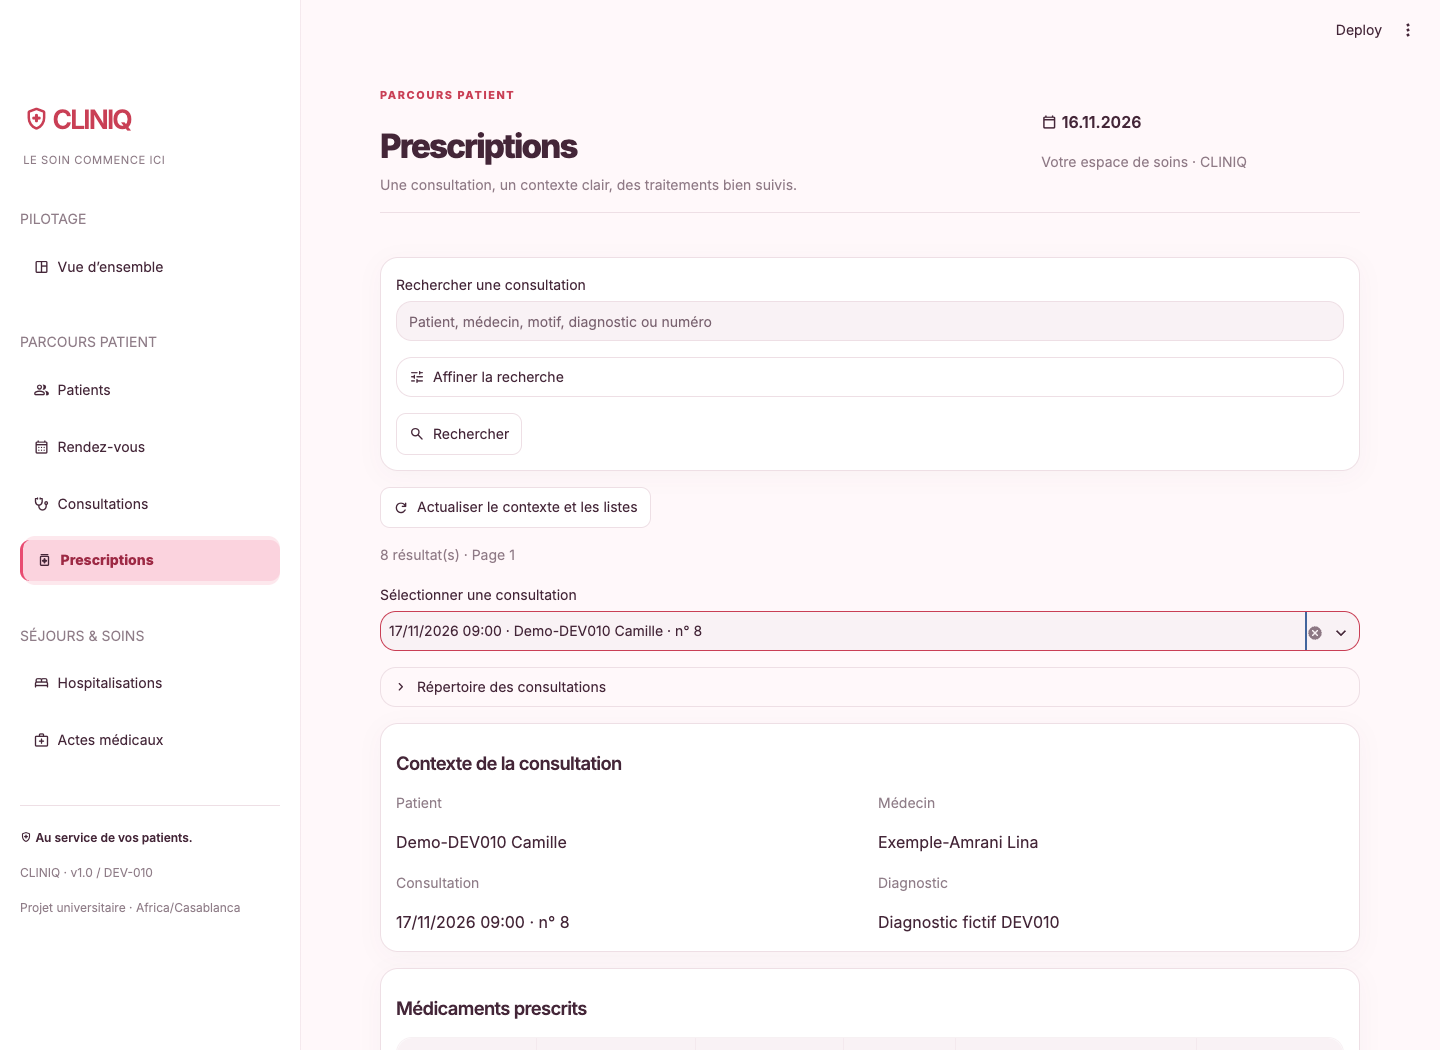 Deploy
CLINIQ
LE SOIN COMMENCE ICI
PILOTAGE
Vue d’ensemble
PARCOURS PATIENT
Patients
Rendez-vous
Consultations
Prescriptions
SÉJOURS & SOINS
Hospitalisations
Actes médicaux
Au service de vos patients.
CLINIQ · v1.0 / DEV-010
Projet universitaire · Africa/Casablanca
PARCOURS PATIENT
Prescriptions
Une consultation, un contexte clair, des traitements bien suivis.
16.11.2026
Votre espace de soins · CLINIQ
Rechercher une consultation
Patient, médecin, motif, diagnostic ou numéro
Affiner la recherche
Rechercher
Actualiser le contexte et les listes
8 résultat(s) · Page 1
Sélectionner une consultation
17/11/2026 09:00 · Demo-DEV010 Camille · n° 8
Répertoire des consultations
Contexte de la consultation
Patient
Médecin
Demo-DEV010 Camille
Exemple-Amrani Lina
Consultation
Diagnostic
17/11/2026 09:00 · n° 8
Diagnostic fictif DEV010
Médicaments prescrits